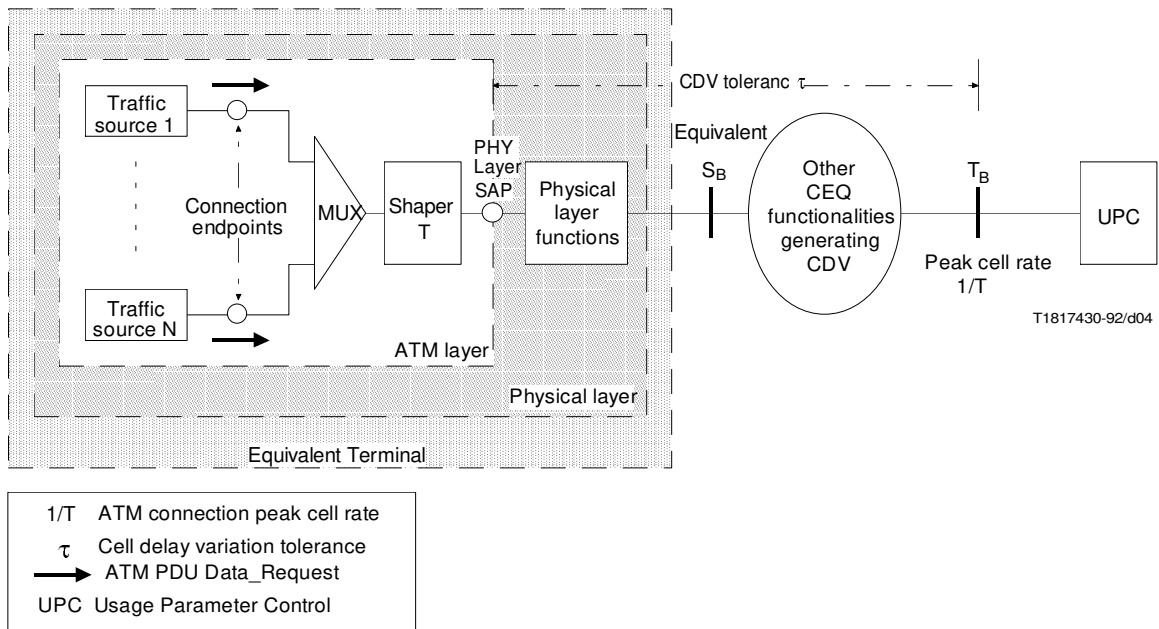 CDV toleranc τ
Traffic
source 1
PHY
Layer
SAP
Equivalent
S_B
Other
CEQ
functionalities
generating
CDV
T_B
Connection
endpoints
MUX
Shaper
T
Physical
layer
functions
UPC
Peak cell rate
1/T
Traffic
source N
T1817430-92/d04
ATM layer
Physical layer
Equivalent Terminal
1/T ATM connection peak cell rate
τ Cell delay variation tolerance
ATM PDU Data_Request
UPC Usage Parameter Control